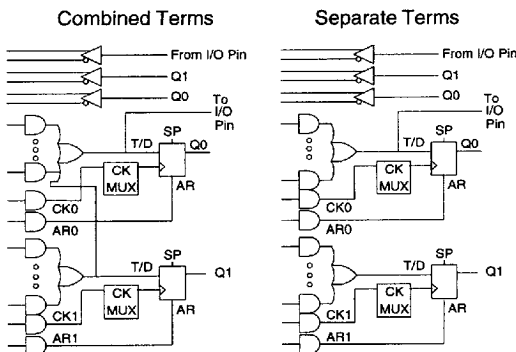 Combined Terms
From I/O Pin
Q1
Q0
To
I/O
Pin
SP
T/D
Q0
CK
MUX
AR
CK0
AR0
SP
T/D
Q1
CK
MUX
AR
CK1
AR1
Separate Terms
From I/O Pin
Q1
Q0
To
I/O
Pin
SP
T/D
Q0
CK
MUX
AR
CK0
AR0
SP
T/D
Q1
CK
MUX
AR
CK1
AR1